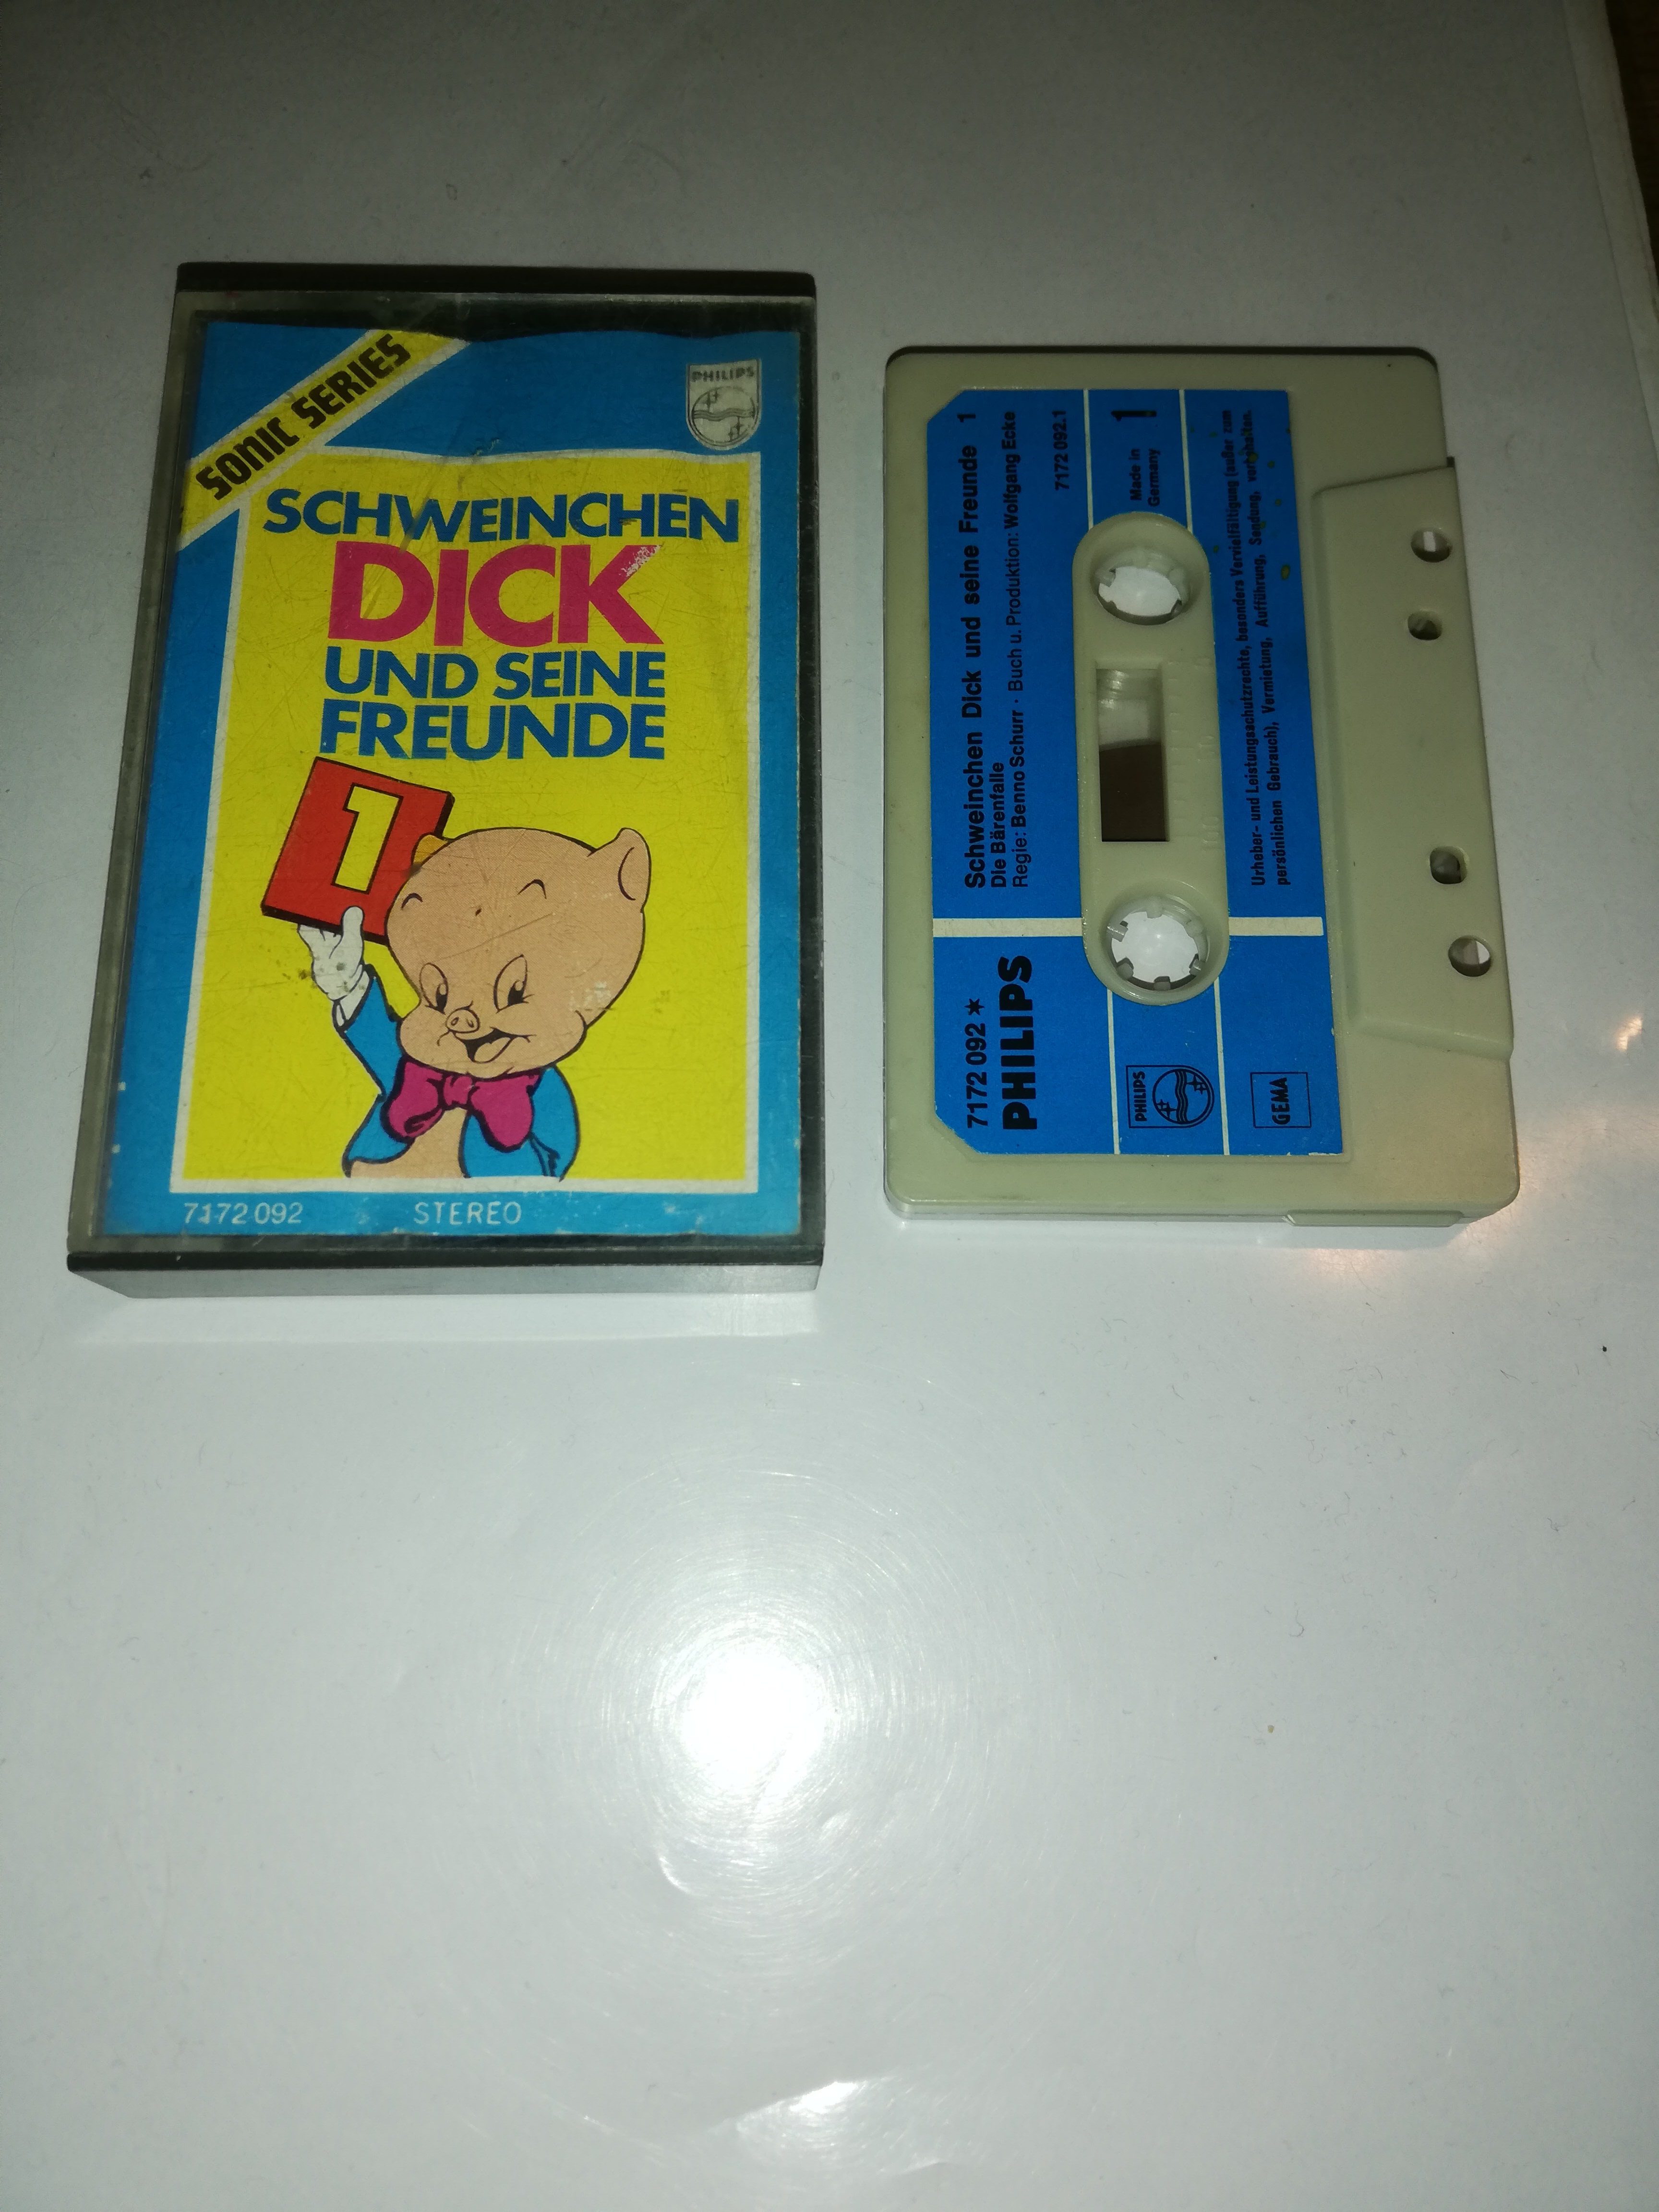 SONIC SERIES
PHILIPS
SCHWEINCHEN
DICK
UND SEINE
FREUNDE
1
7172 092
STEREO
7172 092 *
PHILIPS
Schweinchen Dick und seine Freunde 1
Die Bärenfalle
Regie: Benno Schurr · Buch u. Produktion: Wolfgang Ecke
7172 092.1
PHILIPS
Made in
Germany
1
GEMA
Urheber- und Leistungsschutzrechte, besonders Vervielfältigung (außer zum
persönlichen Gebrauch), Vermietung, Aufführung, Sendung, vorbehalten.